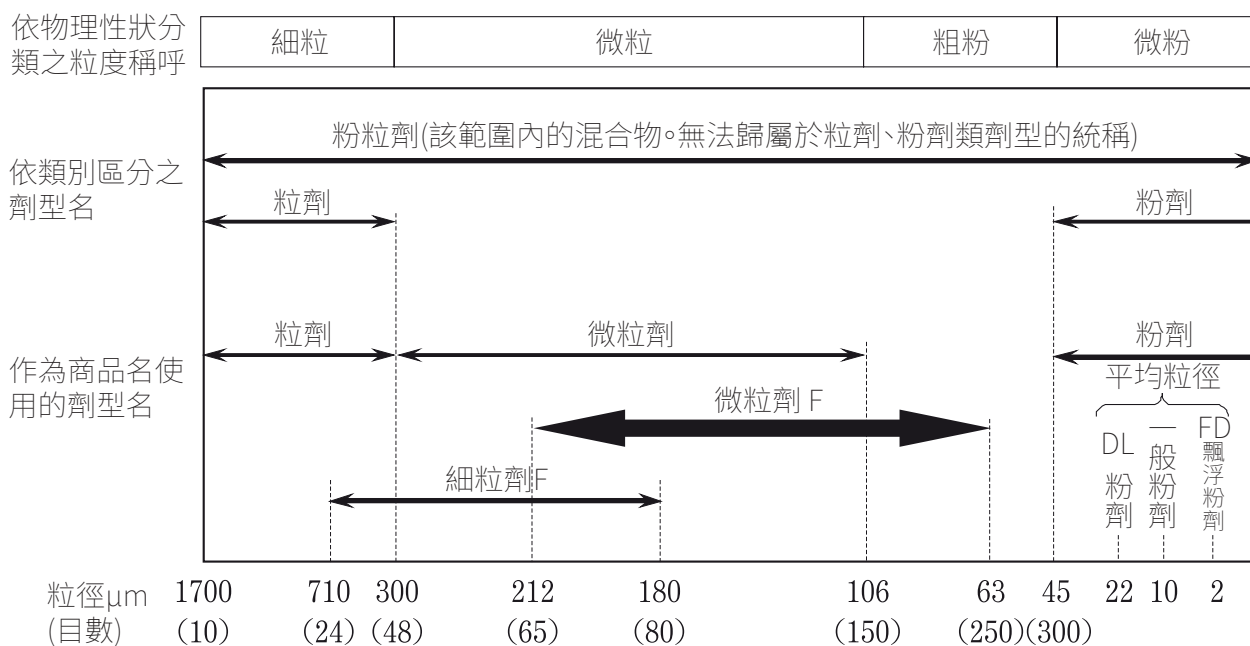 依物理性狀分
類之粒度稱呼
細粒 微粒 粗粉 微粉
粉粒劑(該範圍內的混合物。無法歸屬於粒劑、粉劑類劑型的統稱)
依類別區分之
劑型名
粒劑 粉劑
粒劑 微粒劑 粉劑
作為商品名使
用的劑型名
平均粒徑
微粒劑 F
DL 粉劑
一般粉劑
FD 飄浮粉劑
細粒劑F
粒徑μm 1700 710 300 212 180 106 63 45 22 10 2
(目數) (10) (24) (48) (65) (80) (150) (250) (300)